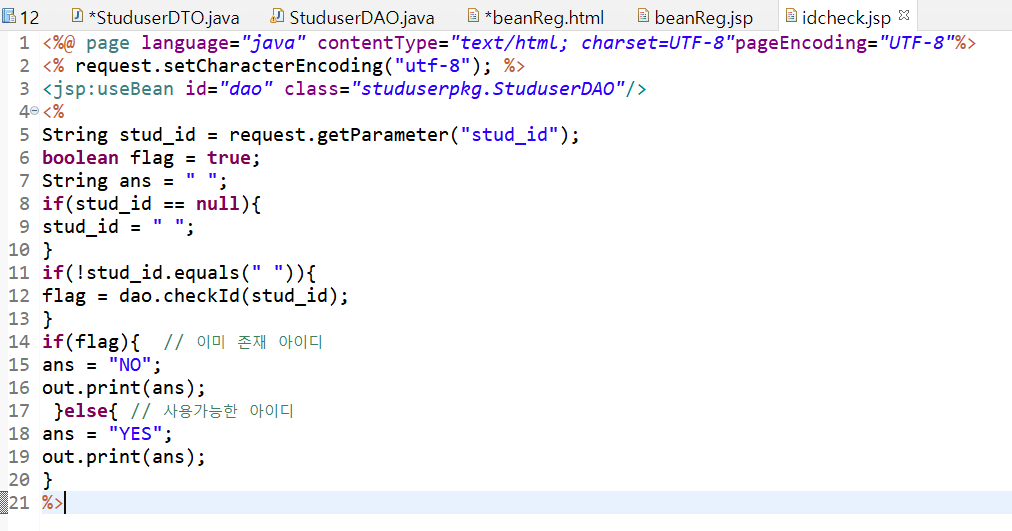 12 *StuduserDTO.java StuduserDAO.java *beanReg.html beanReg.jsp idcheck.jsp
1 <%@ page language="java" contentType="text/html; charset=UTF-8"pageEncoding="UTF-8"%>
2 <% request.setCharacterEncoding("utf-8"); %>
3 <jsp:useBean id="dao" class="studuserpkg.StuduserDAO"/>
4 <%
5 String stud_id = request.getParameter("stud_id");
6 boolean flag = true;
7 String ans = " ";
8 if(stud_id == null){
9 stud_id = " ";
10 }
11 if(!stud_id.equals(" ")){
12 flag = dao.checkId(stud_id);
13 }
14 if(flag){  // 이미 존재 아이디
15 ans = "NO";
16 out.print(ans);
17  }else{ // 사용가능한 아이디
18 ans = "YES";
19 out.print(ans);
20 }
21 %>